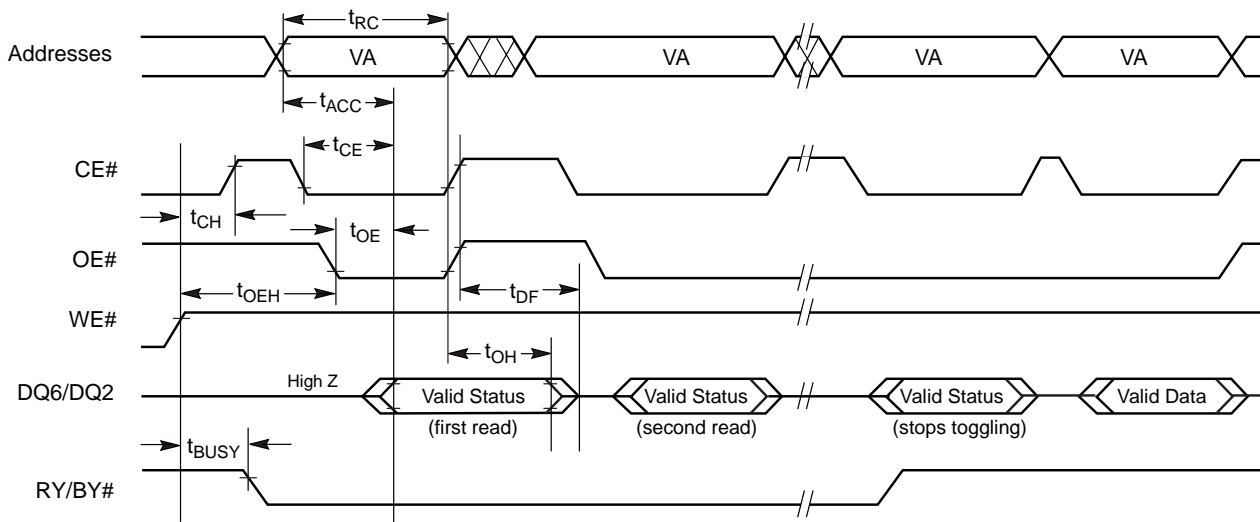 tRC
Addresses VA VA VA VA
tACC
tCE
CE#
tCH
tOE
OE#
tOEH tDF
WE#
tOH
DQ6/DQ2 High Z Valid Status Valid Status Valid Status Valid Data
(first read) (second read) (stops toggling)
tBUSY
RY/BY#